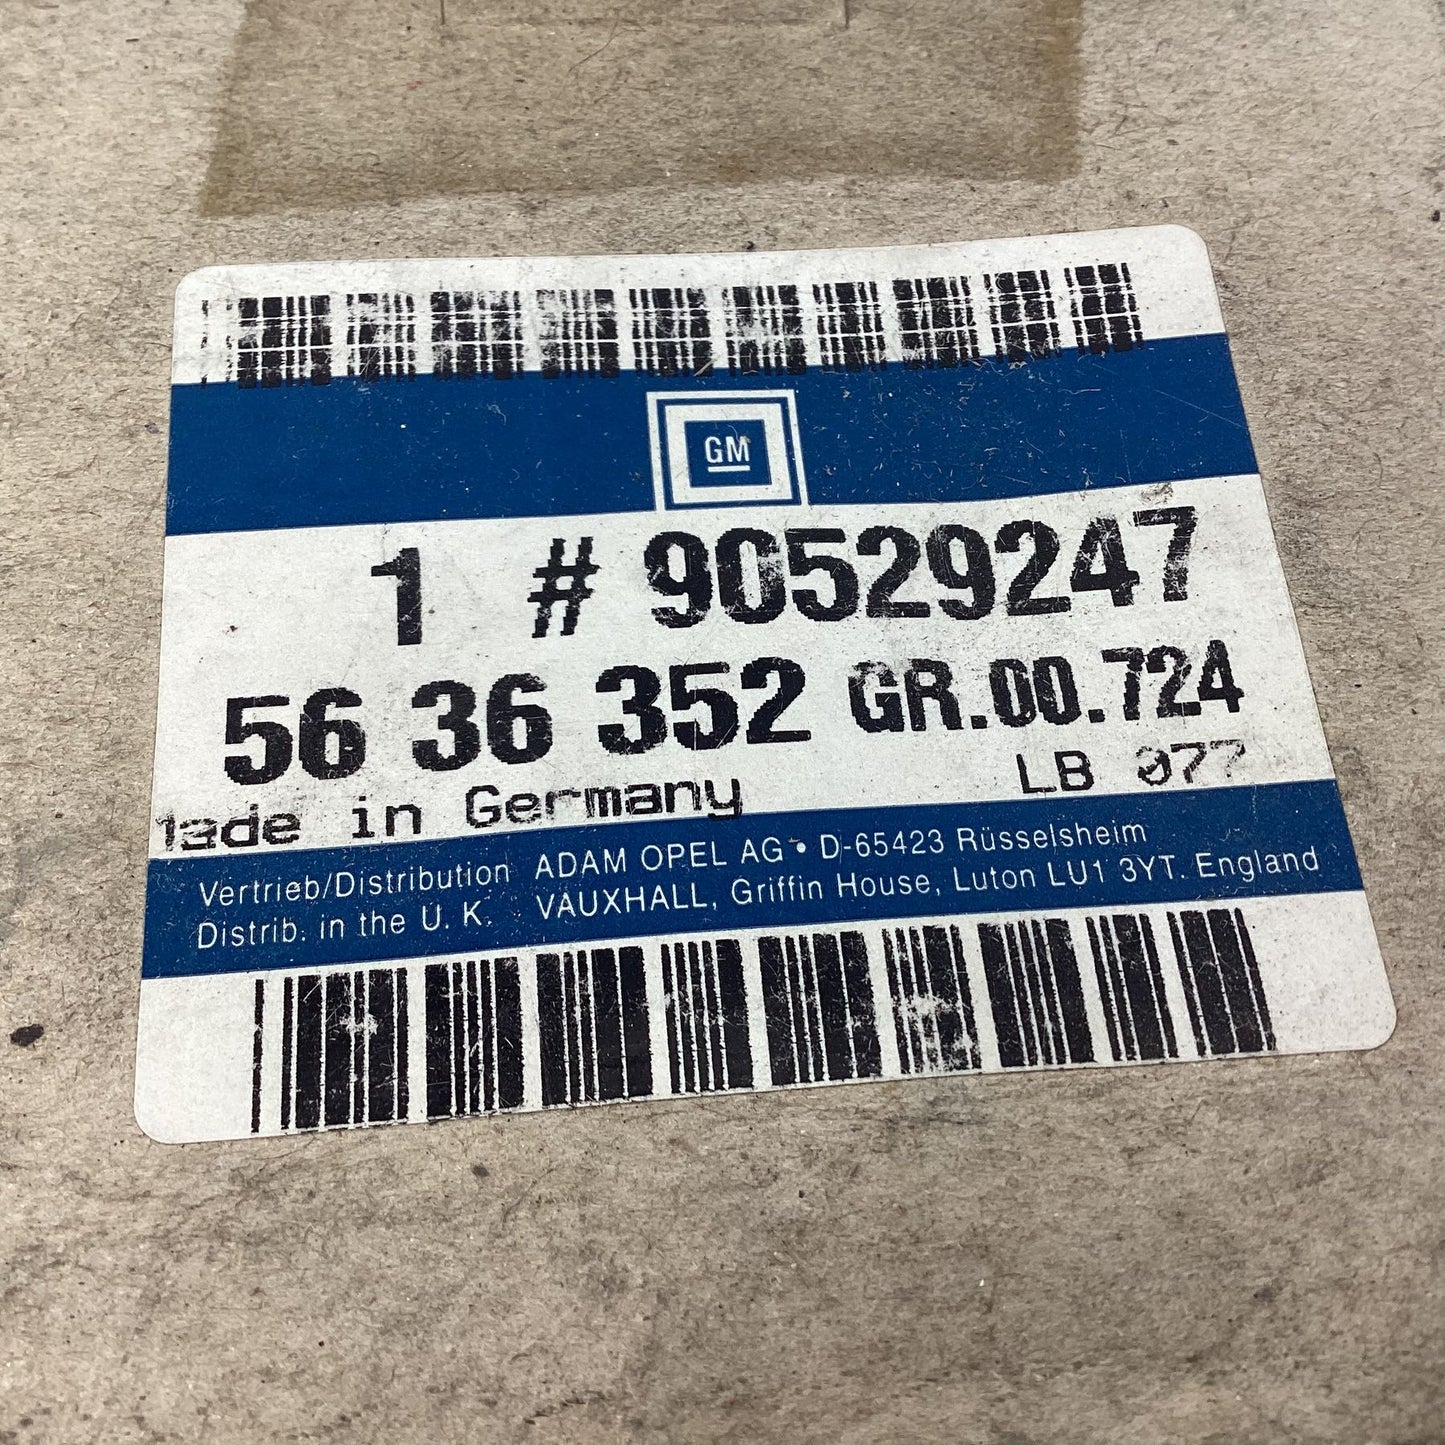 GM
1 # 90529247
56 36 352 GR.00.724
LB 077
Made in Germany
Vertrieb/Distribution ADAM OPEL AG • D-65423 Rüsselsheim
Distrib. in the U. K. VAUXHALL, Griffin House, Luton LU1 3YT. England